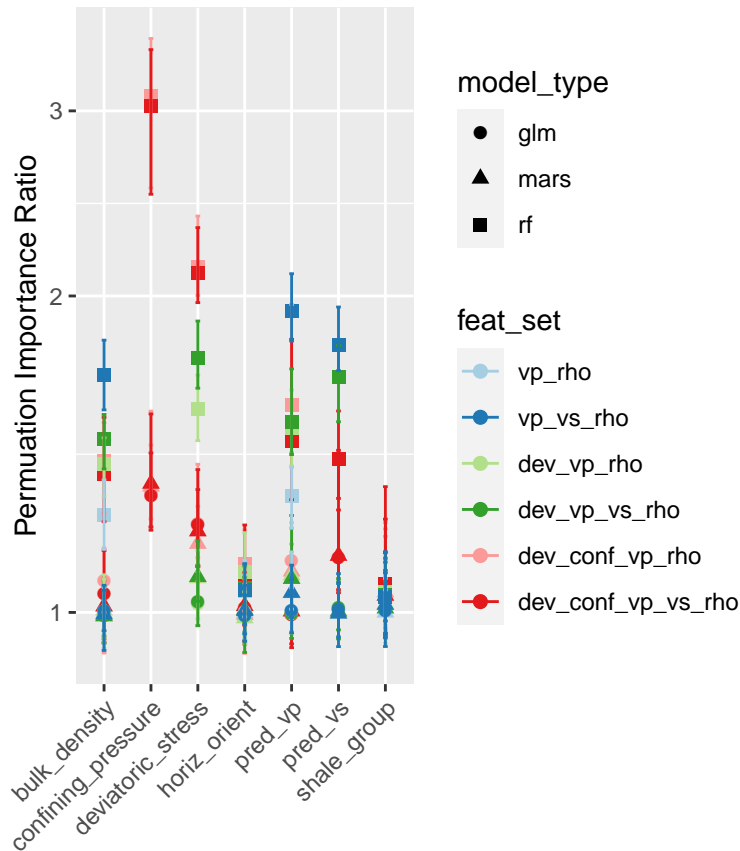 Permuation Importance Ratio
3
2
1
bulk_density
confining_pressure
deviatoric_stress
horiz_orient
pred_vp
pred_vs
shale_group
model_type
glm
mars
rf
feat_set
vp_rho
vp_vs_rho
dev_vp_rho
dev_vp_vs_rho
dev_conf_vp_rho
dev_conf_vp_vs_rho